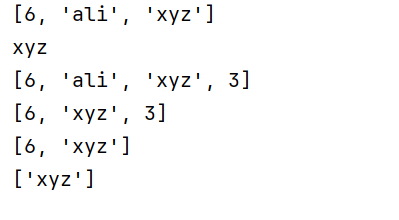 [6, 'ali', 'xyz']
xyz
[6, 'ali', 'xyz', 3]
[6, 'xyz', 3]
[6, 'xyz']
['xyz']